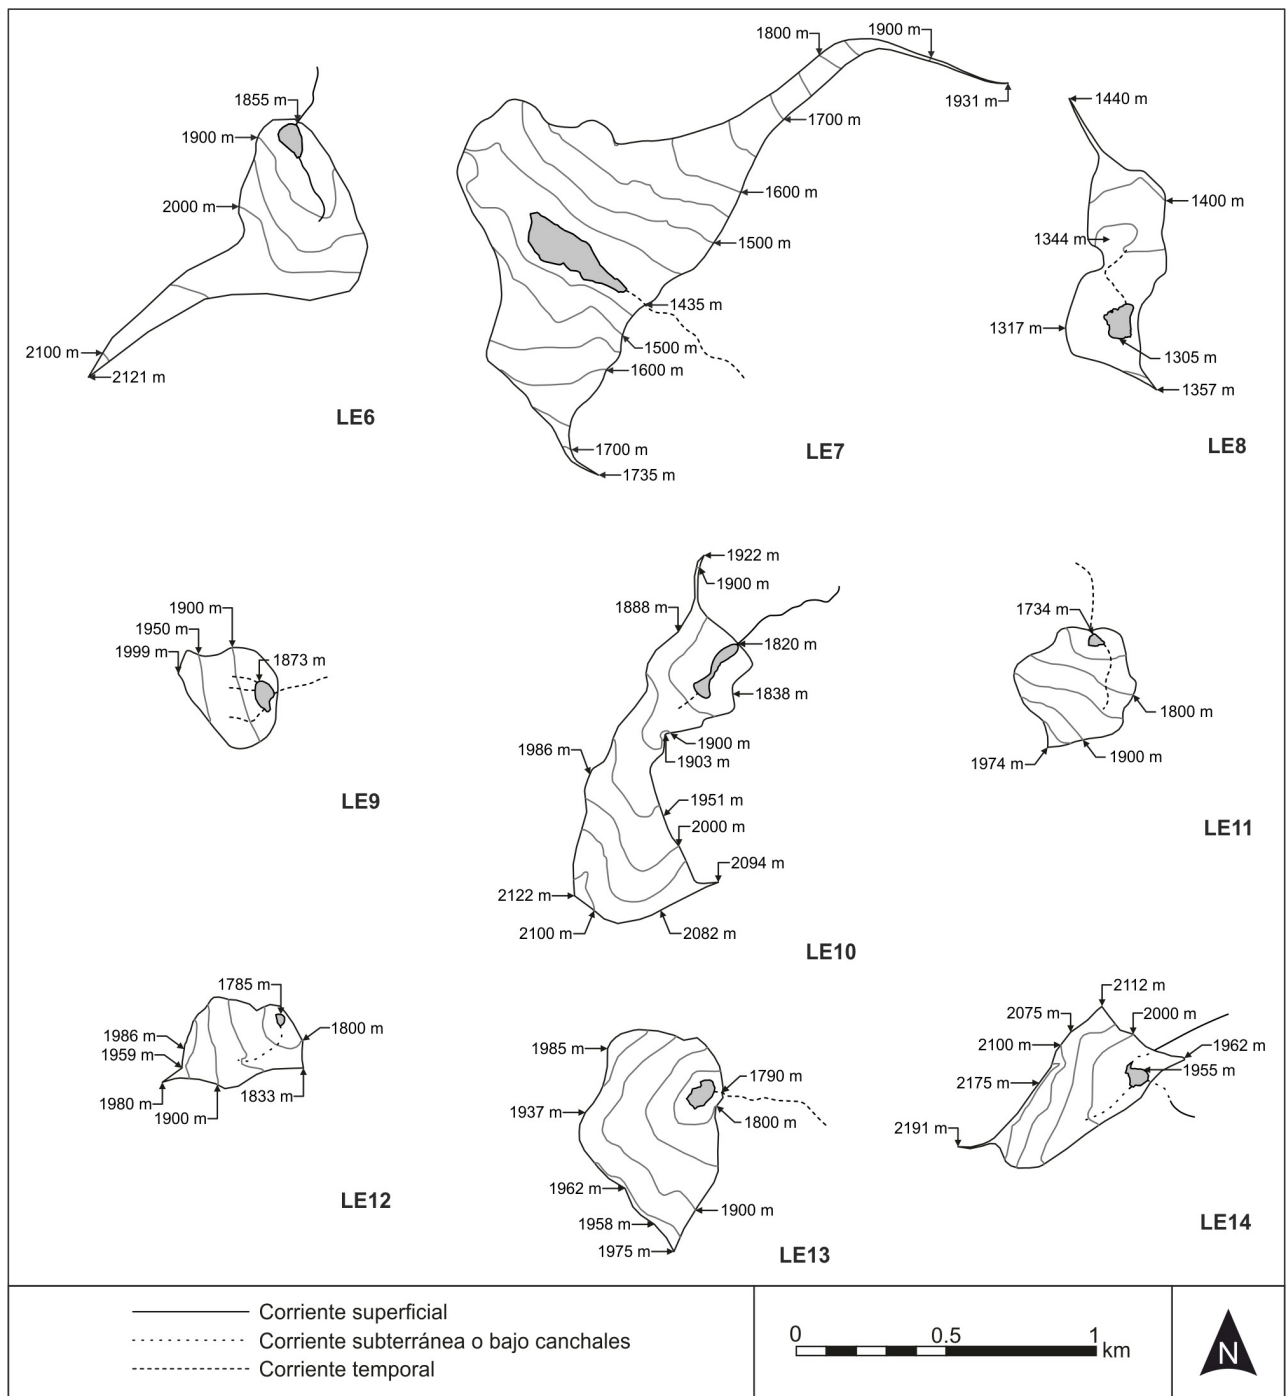 1855 m
1900 m
2000 m
2100 m
2121 m
LE6
1800 m
1900 m
1931 m
1700 m
1600 m
1500 m
1435 m
1500 m
1600 m
1700 m
1735 m
LE7
1440 m
1400 m
1344 m
1317 m
1305 m
1357 m
LE8
1900 m
1950 m
1999 m
1873 m
LE9
1922 m
1900 m
1888 m
1820 m
1838 m
1900 m
1903 m
1986 m
1951 m
2000 m
2094 m
2122 m
2100 m
2082 m
LE10
1734 m
1800 m
1900 m
1974 m
LE11
1785 m
1800 m
1986 m
1959 m
1980 m
1900 m
1833 m
LE12
1985 m
1790 m
1937 m
1800 m
1962 m
1900 m
1958 m
1975 m
LE13
2112 m
2075 m
2000 m
2100 m
1962 m
1955 m
2175 m
2191 m
LE14
Corriente superficial
Corriente subterránea o bajo canchales
Corriente temporal
0 0.5 1
km
N